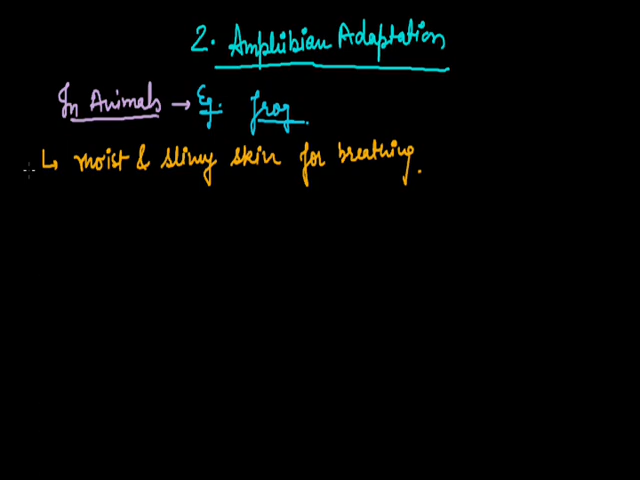 2. Amphibian Adaptation
In Animals → Eg. frog.
↳ moist & slimy skin for breathing.